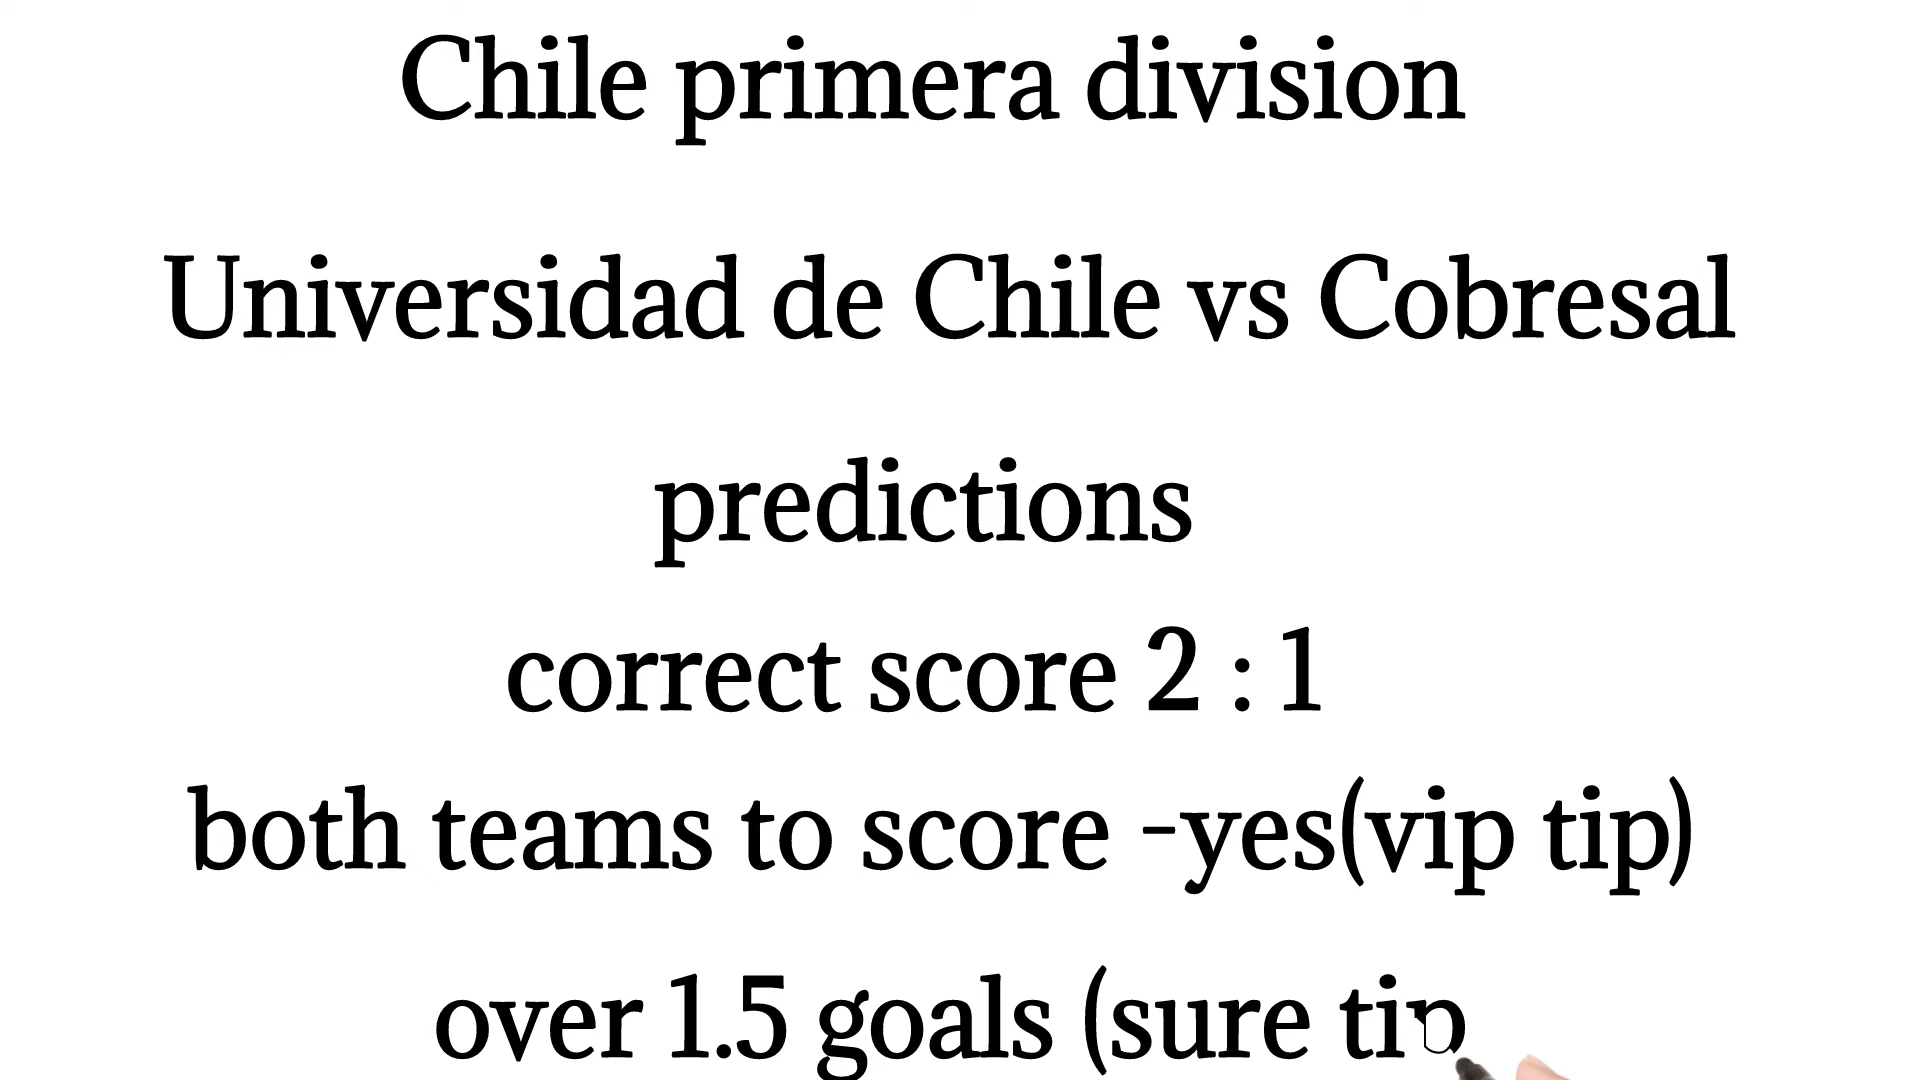 Chile primera division
Universidad de Chile vs Cobresal
predictions
correct score 2 : 1
both teams to score -yes(vip tip)
over 1.5 goals (sure tip